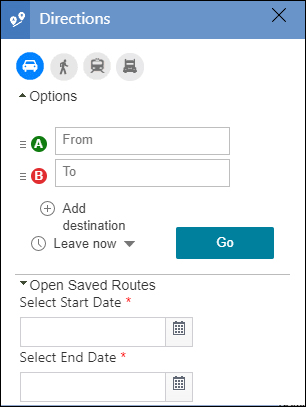 Directions
Options
A From
B To
Add
destination
Leave now
Go
Open Saved Routes
Select Start Date *
Select End Date *